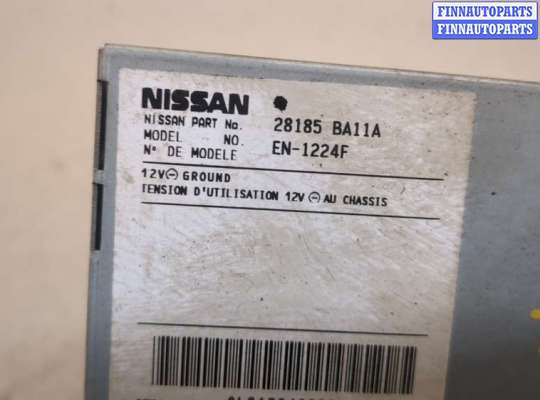 FINNAUTOPARTS
FINNAUTOPARTS
NISSAN
NISSAN PART No. 28185 BA11A
MODEL NO. EN-1224F
N° DE MODELE
12V⊖ GROUND
TENSION D'UTILISATION 12V ⊖ AU CHASSIS